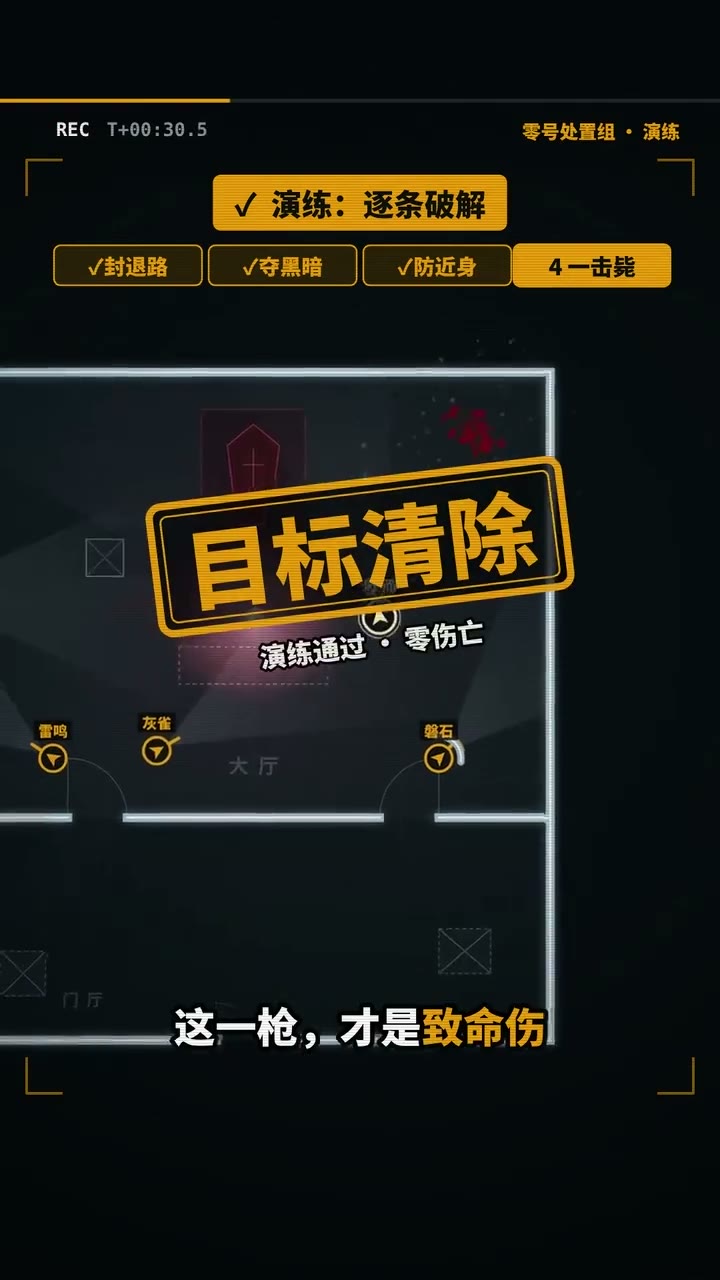 REC T+00:30.5
零号处置组 · 演练
✓ 演练：逐条破解
✓封退路 ✓夺黑暗 ✓防近身 4 一击毙
目标清除
演练通过 · 零伤亡
雷鸣
灰雀
磐石
大厅
门厅
这一枪，才是致命伤